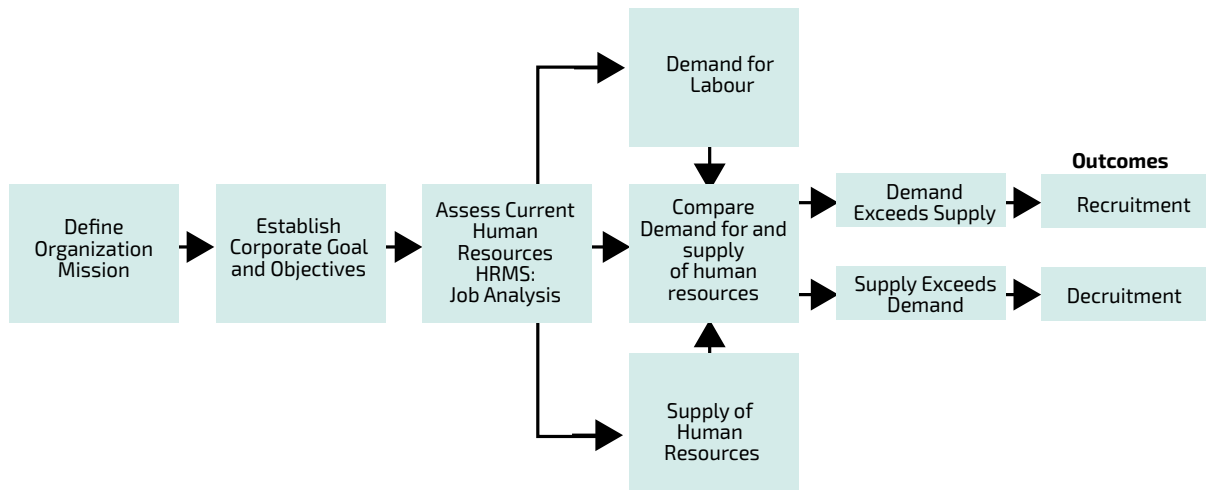 Define
Organization
Mission
Establish
Corporate Goal
and Objectives
Assess Current
Human
Resources
HRMS:
Job Analysis
Demand for
Labour
Compare
Demand for and
supply
of human
resources
Supply of
Human
Resources
Demand
Exceeds Supply
Supply Exceeds
Demand
Outcomes
Recruitment
Decruitment